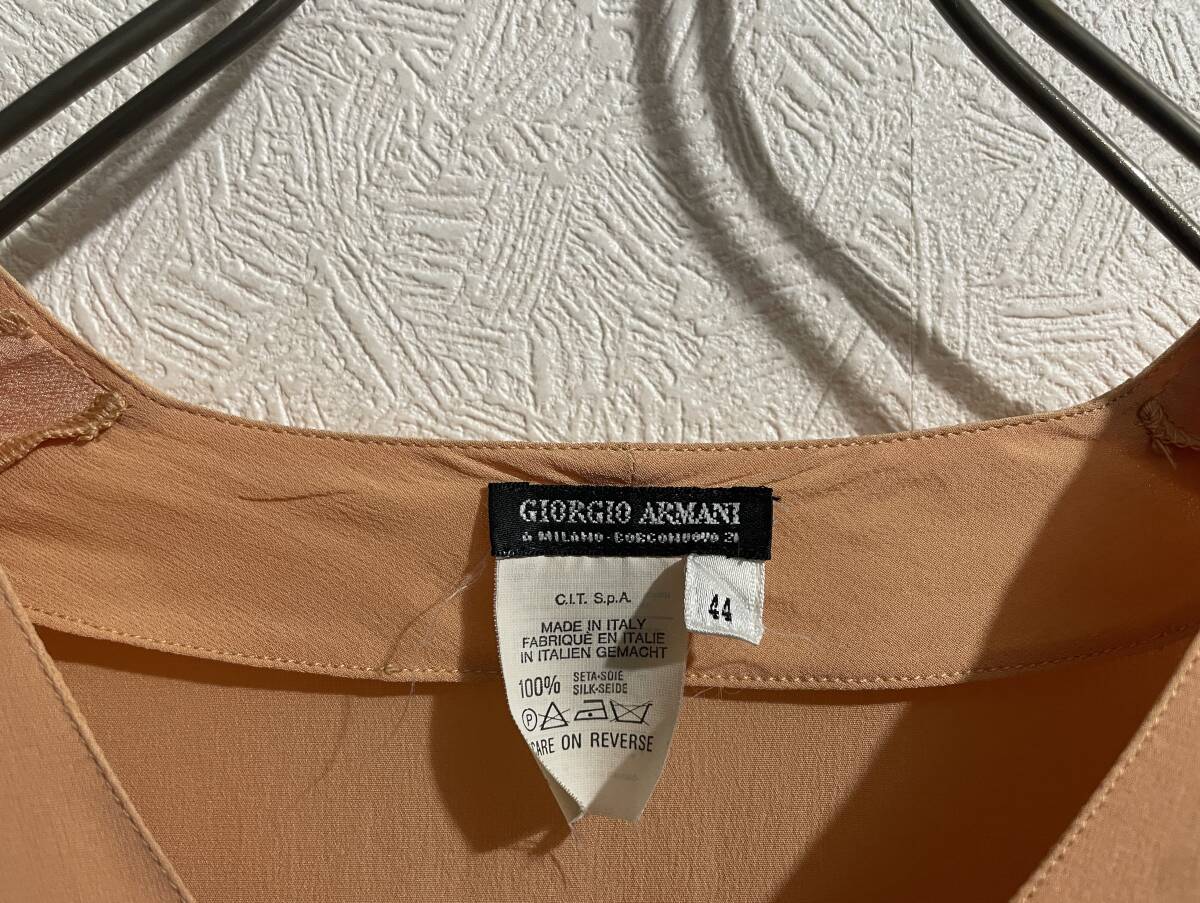 GIORGIO ARMANI
A MILANO-BORGONUOVO 21
44
C.I.T. S.p.A.
MADE IN ITALY
FABRIQUÉ EN ITALIE
IN ITALIEN GEMACHT
100% SETA-SOIE
SILK-SEIDE
P
CARE ON REVERSE